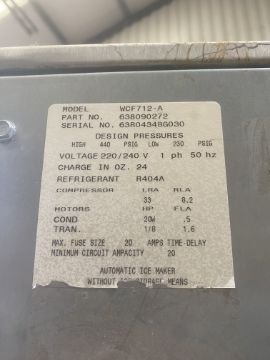 MODEL WCF712-A
PART NO. 638090272
SERIAL NO. 63804348G030
DESIGN PRESSURES
HIGH 440 PSIG LOW 230 PSIG
VOLTAGE 220/240 V 1 ph 50 hz
CHARGE IN OZ. 24
REFRIGERANT R404A
COMPRESSOR LRA RLA
33 8.2
MOTORS HP FLA
COND 20W .5
TRAN. 1/8 1.6
MAX. FUSE SIZE 20 AMPS TIME-DELAY
MINIMUM CIRCUIT AMPACITY 20
AUTOMATIC ICE MAKER
WITHOUT STORAGE MEANS